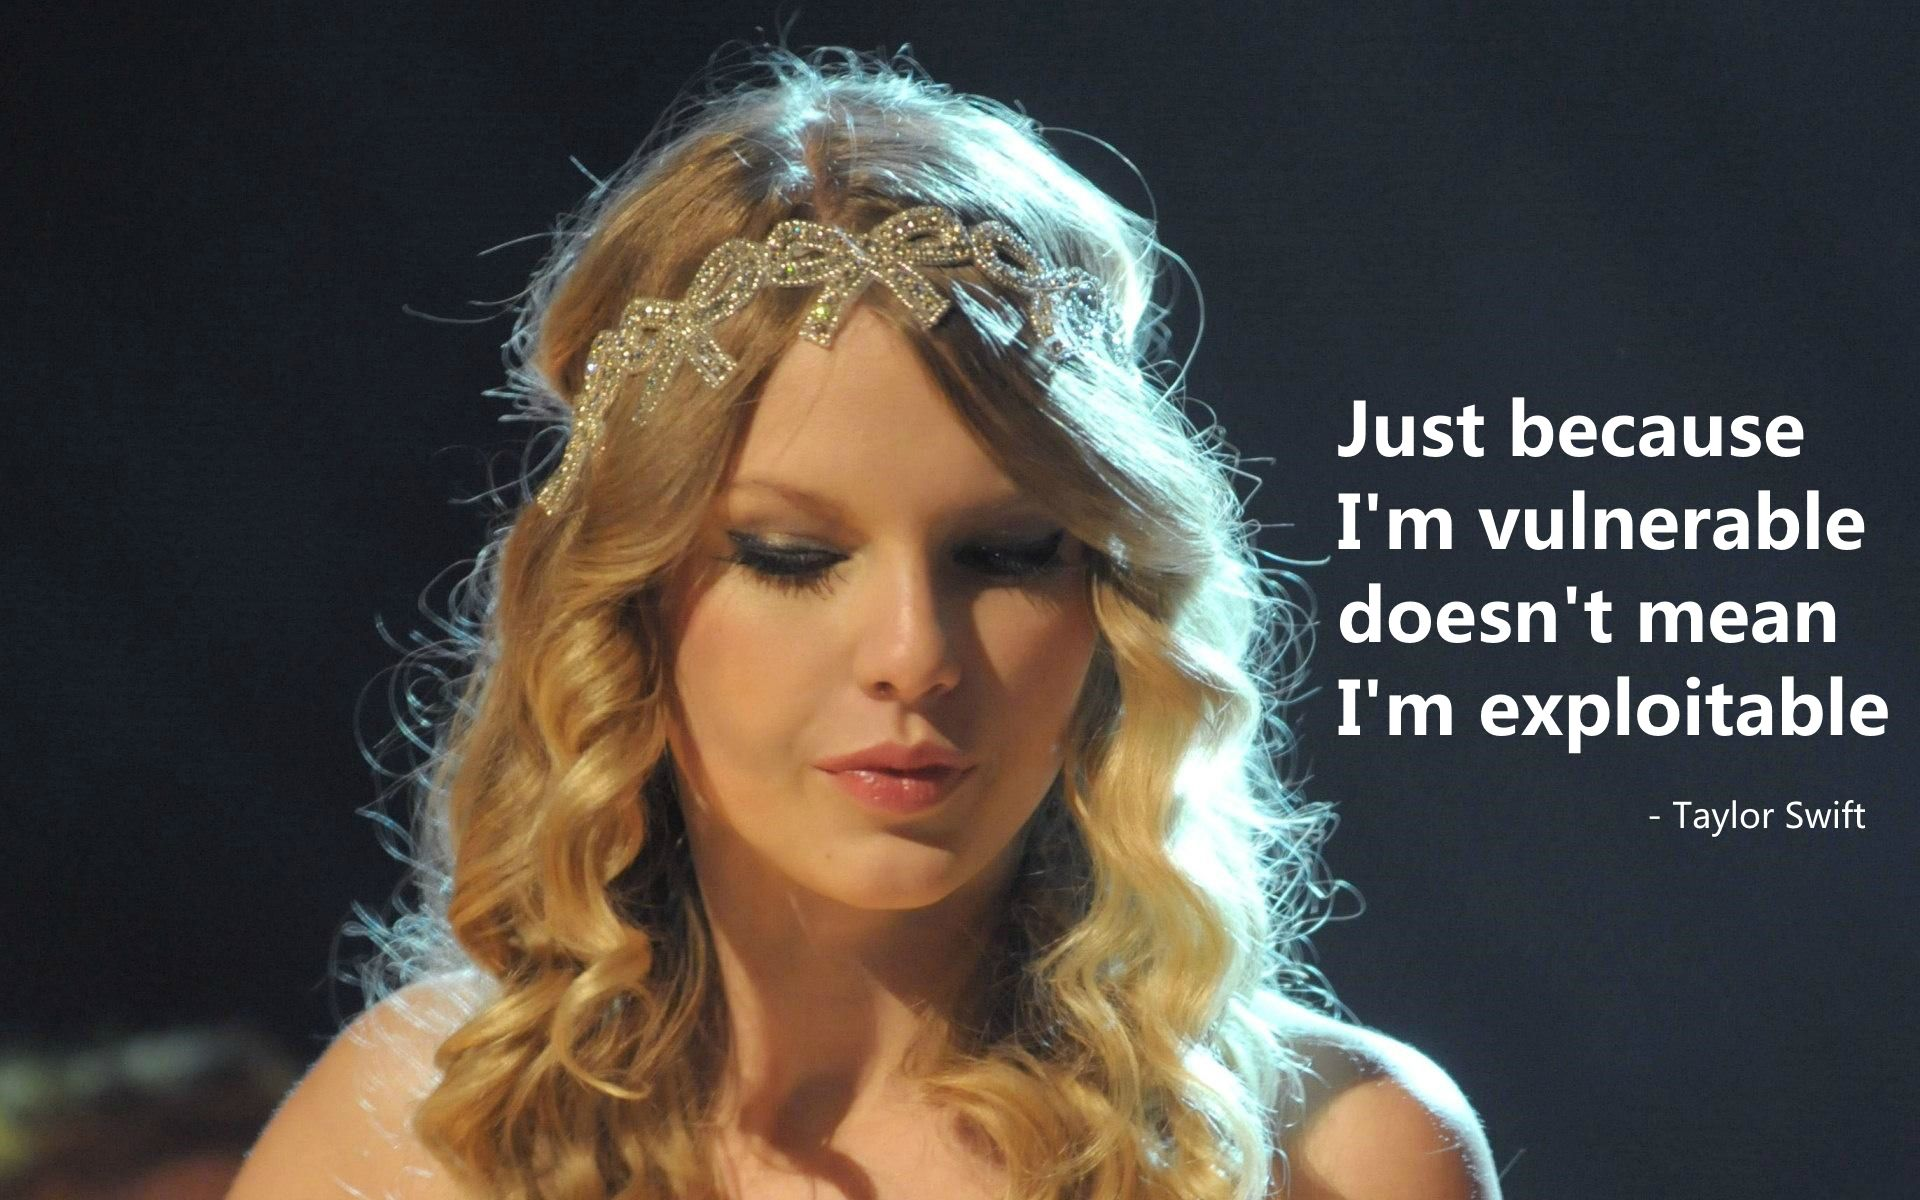 Just because
I'm vulnerable
doesn't mean
I'm exploitable
- Taylor Swift